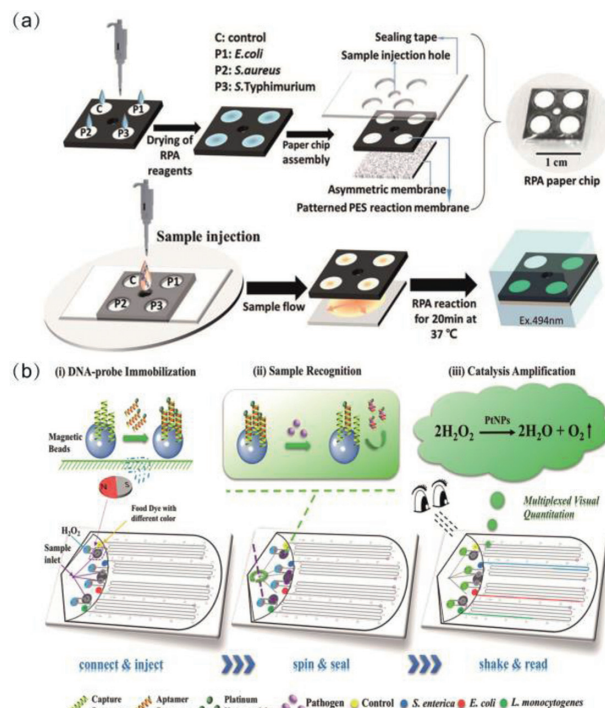 (a)
C: control
P1: E.coli
P2: S.aureus
P3: S.Typhimurium
Sealing tape
Sample injection hole
C P1
P2 P3
Drying of
RPA
reagents
Paper chip
assembly
1 cm
RPA paper chip
Asymmetric membrane
Patterned PES reaction membrane
Sample injection
C P1
P2 P3
Sample flow
RPA reaction
for 20min at
37 ℃
Ex.494nm
(b)
(i) DNA-probe Immobilization
(ii) Sample Recognition
(iii) Catalysis Amplification
Magnetic
Beads
N S
2H₂O₂ PtNPs 2H₂O + O₂↑
Food Dye with
different color
H₂O₂
Sample
inlet
Multiplexed Visual
Quantitation
connect & inject
spin & seal
shake & read
Capture
Aptamer
Platinum
Pathogen
Control
S. enterica
E. coli
L. monocytogenes